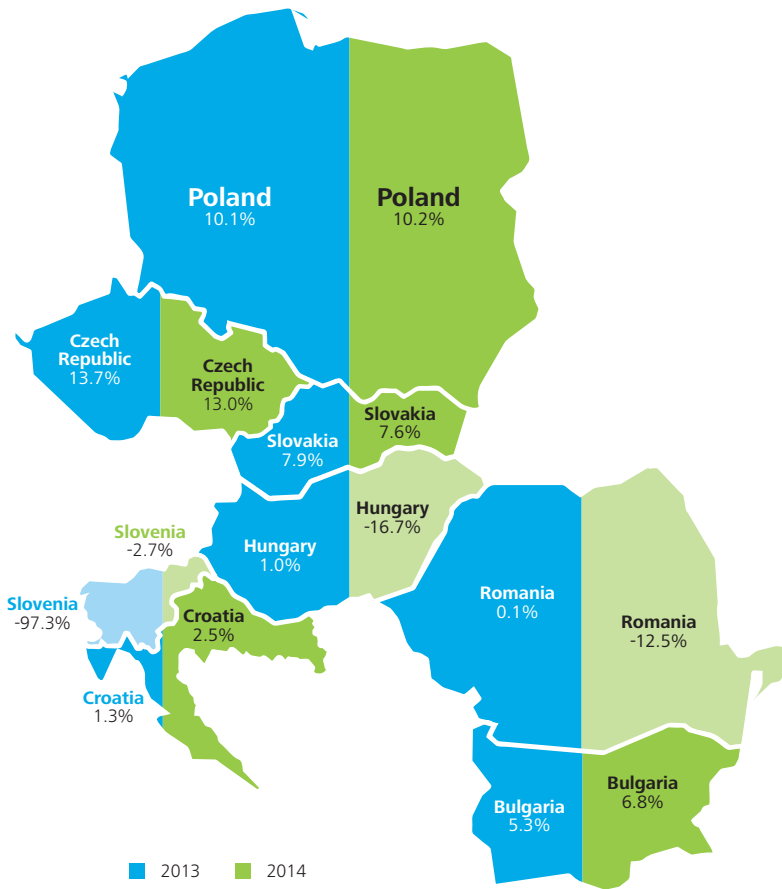 Poland
10.1%
Poland
10.2%
Czech
Republic
13.7%
Czech
Republic
13.0%
Slovakia
7.9%
Slovakia
7.6%
Hungary
1.0%
Hungary
-16.7%
Slovenia
-2.7%
Slovenia
-97.3%
Croatia
2.5%
Croatia
1.3%
Romania
0.1%
Romania
-12.5%
Bulgaria
5.3%
Bulgaria
6.8%
2013
2014